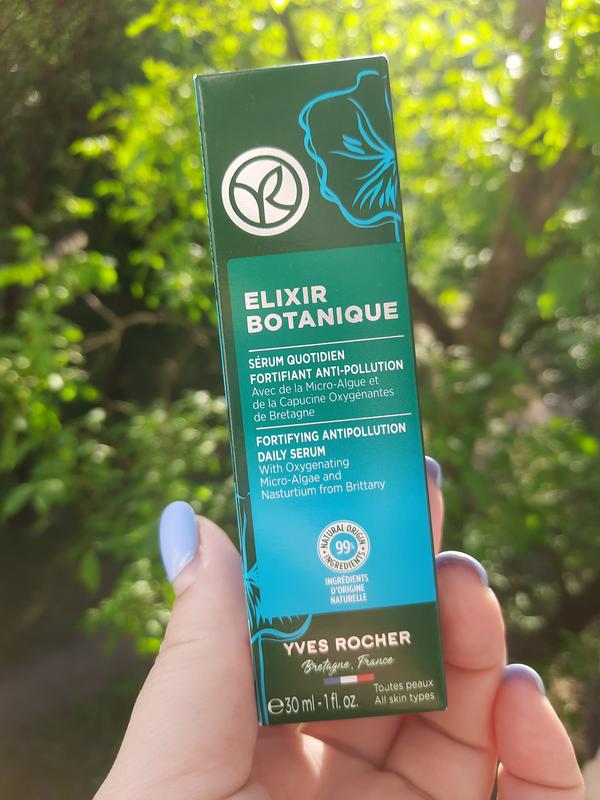 YR
ELIXIR
BOTANIQUE
SÉRUM QUOTIDIEN
FORTIFIANT ANTI-POLLUTION
Avec de la Micro-Algue et
de la Capucine Oxygénantes
de Bretagne
FORTIFYING ANTIPOLLUTION
DAILY SERUM
With Oxygenating
Micro-Algae and
Nasturtium from Brittany
NATURAL ORIGIN
99%
INGREDIENTS
INGRÉDIENTS
D'ORIGINE
NATURELLE
YVES ROCHER
Bretagne, France
Toutes peaux
℮30 ml - 1 fl. oz. All skin types